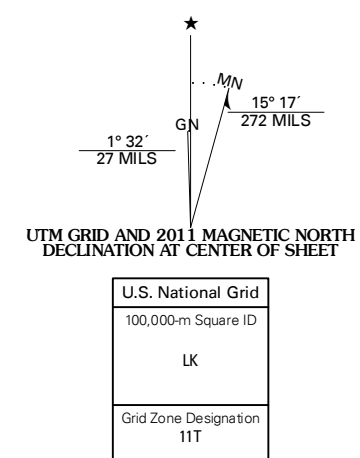 ★
MN
15° 17´
272 MILS
GN
1° 32´
27 MILS
UTM GRID AND 2011 MAGNETIC NORTH
DECLINATION AT CENTER OF SHEET
U.S. National Grid
100,000-m Square ID
LK
Grid Zone Designation
11T